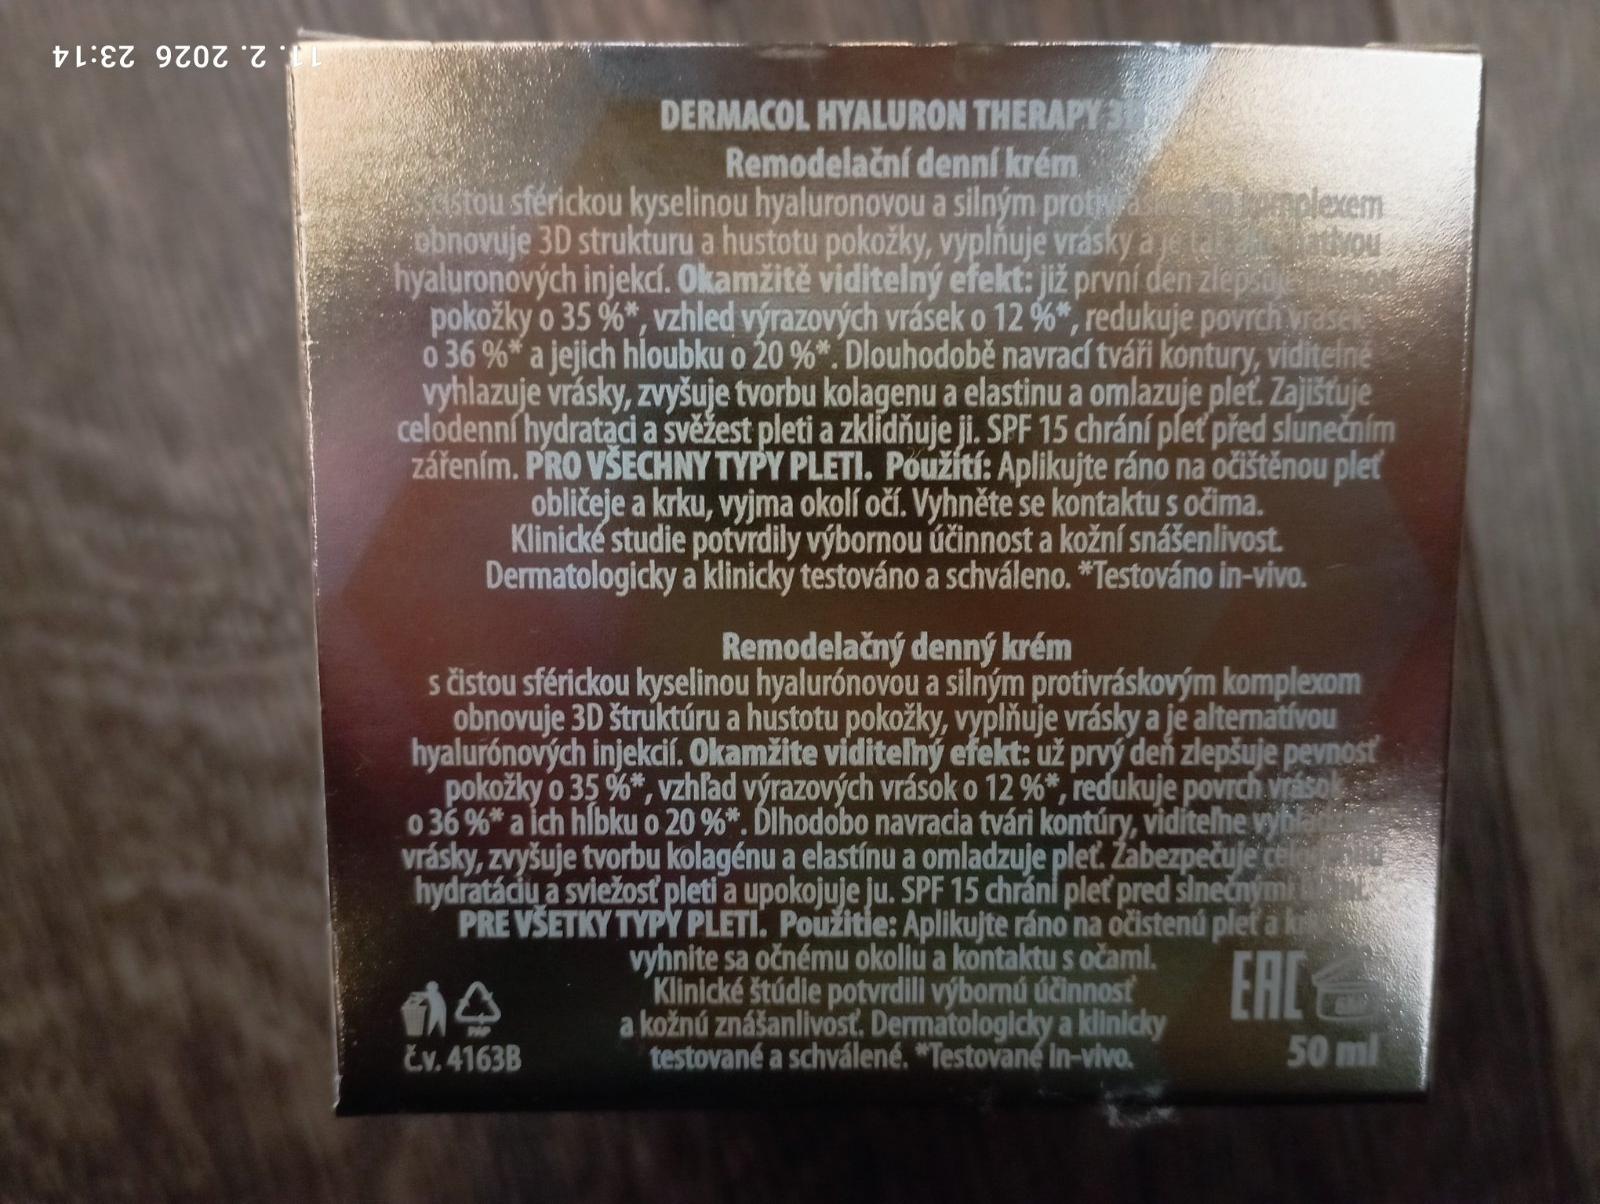 11. 2. 2026 23:14
DERMACOL HYALURON THERAPY 3D
Remodelační denní krém
s čistou sférickou kyselinou hyaluronovou a silným komplexem
obnovuje 3D strukturu a hustotu pokožky, vyplňuje vrásky a je
hyaluronových injekcí. Okamžitě viditelný efekt: již první den zlepšuje
pokožky o 35 %*, vzhled výrazových vrásek o 12 %*, redukuje povrch vrásek
o 36 %* a jejich hloubku o 20 %*. Dlouhodobě navrací tváři kontury, viditelně
vyhlazuje vrásky, zvyšuje tvorbu kolagenu a elastinu a omlazuje pleť. Zajišťuje
celodenní hydrataci a svěžest pleti a zklidňuje ji. SPF 15 chrání pleť před slunečním
zářením. PRO VŠECHNY TYPY PLETI. Použití: Aplikujte ráno na očištěnou pleť
obličeje a krku, vyjma okolí očí. Vyhněte se kontaktu s očima.
Klinické studie potvrdily výbornou účinnost a kožní snášenlivost.
Dermatologicky a klinicky testováno a schváleno. *Testováno in-vivo.
Remodelačný denný krém
s čistou sférickou kyselinou hyalurónovou a silným protivráskovým komplexom
obnovuje 3D štruktúru a hustotu pokožky, vyplňuje vrásky a je alternatívou
hyalurónových injekcií. Okamžite viditeľný efekt: už prvý deň zlepšuje pevnosť
pokožky o 35 %*, vzhľad výrazových vrások o 12 %*, redukuje povrch vrások
o 36 %* a ich hĺbku o 20 %*. Dlhodobo navracia tvári kontúry, viditeľne
vrásky, zvyšuje tvorbu kolagénu a elastínu a omladzuje pleť. Zabezpečuje
hydratáciu a sviežosť pleti a upokojuje ju. SPF 15 chráni pleť pred slnečnými
PRE VŠETKY TYPY PLETI. Použitie: Aplikujte ráno na očistenú pleť a
vyhnite sa očnému okoliu a kontaktu s očami.
Klinické štúdie potvrdili výbornú účinnosť
a kožnú znášanlivosť. Dermatologicky a klinicky
testované a schválené. *Testované in-vivo.
PAP
č.v. 4163B
EAC
50 ml